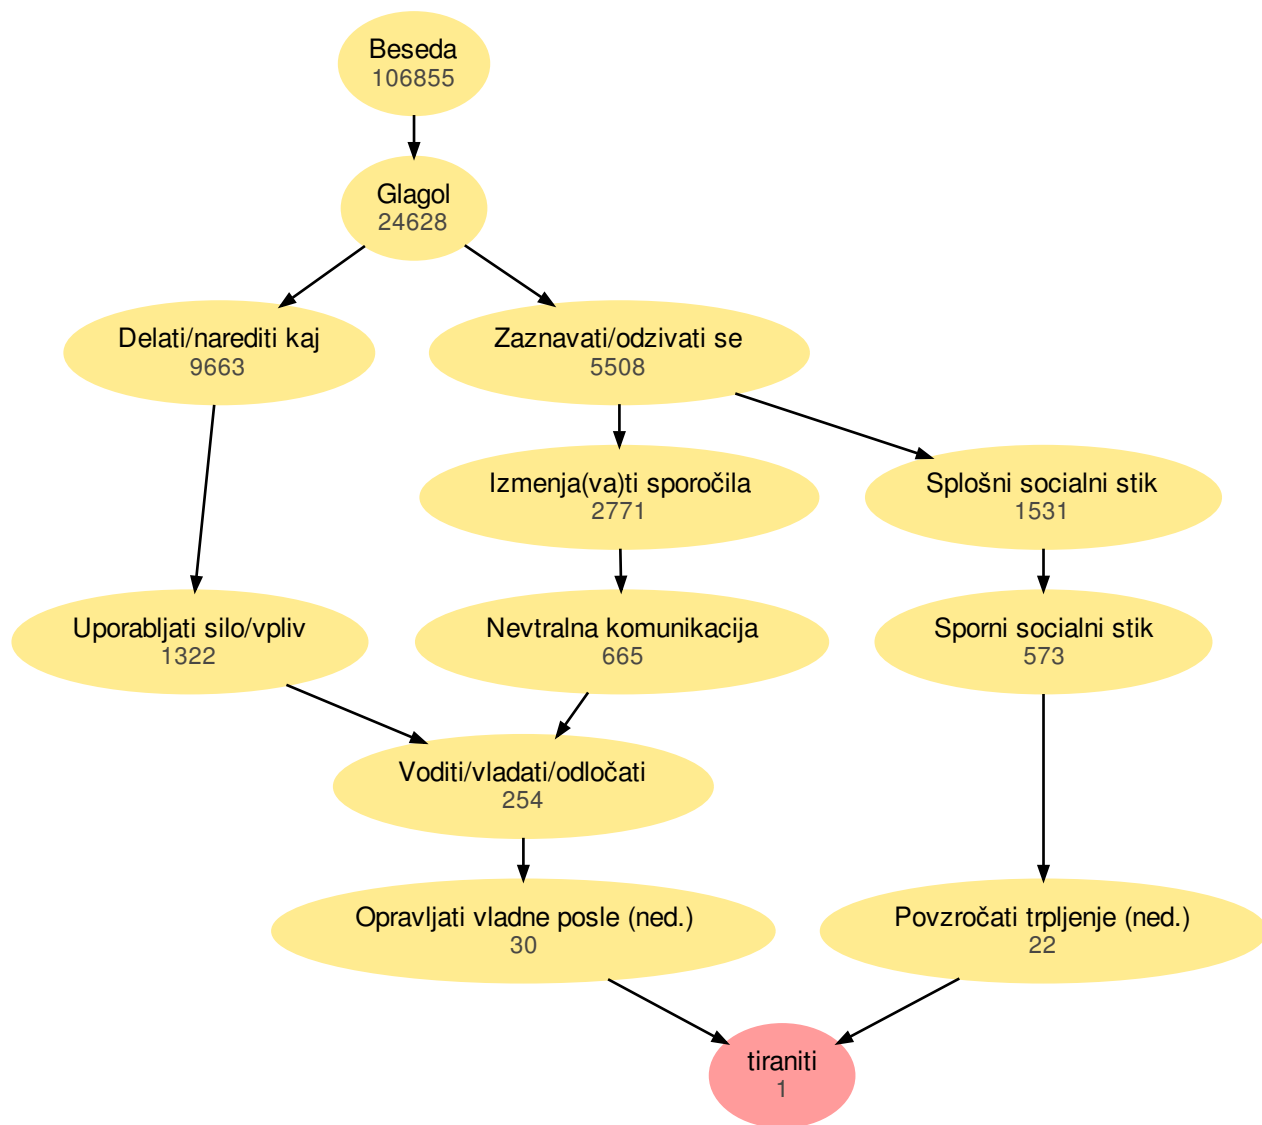 Beseda
106855
Glagol
24628
Delati/narediti kaj
9663
Zaznavati/odzivati se
5508
Izmenja(va)ti sporočila
2771
Splošni socialni stik
1531
Uporabljati silo/vpliv
1322
Nevtralna komunikacija
665
Sporni socialni stik
573
Voditi/vladati/odločati
254
Opravljati vladne posle (ned.)
30
Povzročati trpljenje (ned.)
22
tiraniti
1